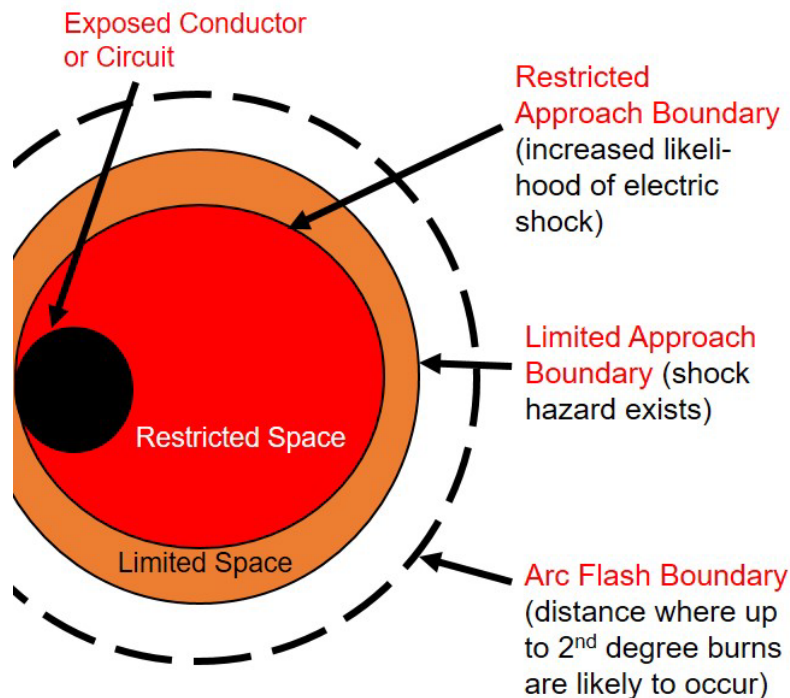 Exposed Conductor
or Circuit
Restricted
Approach Boundary
(increased likeli-
hood of electric
shock)
Limited Approach
Boundary (shock
hazard exists)
Restricted Space
Limited Space
Arc Flash Boundary
(distance where up
to 2nd degree burns
are likely to occur)